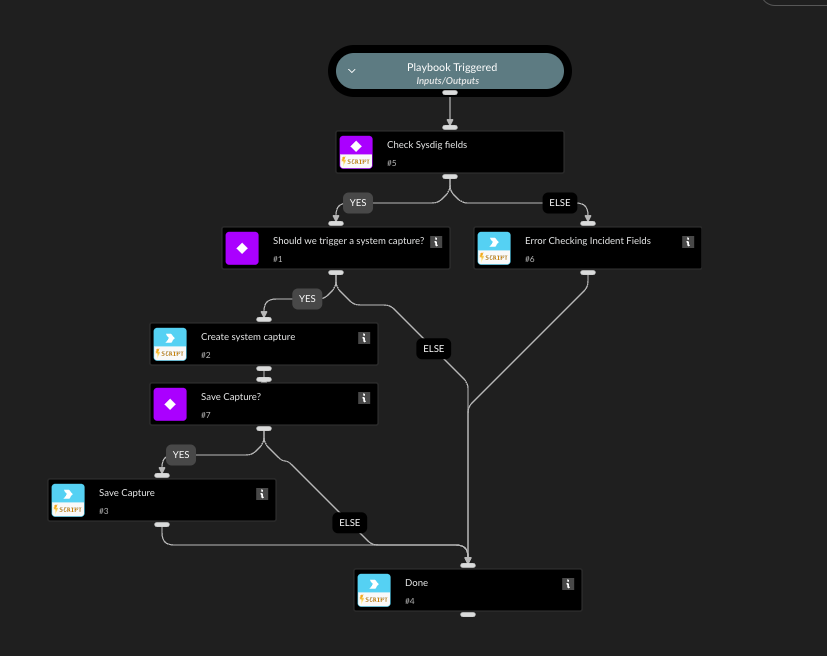 Playbook Triggered
Inputs/Outputs
Check Sysdig fields
SCRIPT
#5
YES
ELSE
Should we trigger a system capture?
#1
Error Checking Incident Fields
SCRIPT
#6
YES
Create system capture
SCRIPT
#2
ELSE
Save Capture?
#7
YES
Save Capture
SCRIPT
#3
ELSE
Done
SCRIPT
#4